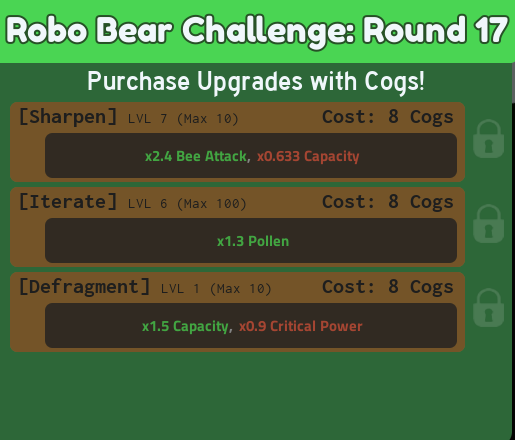 Robo Bear Challenge: Round 17
Purchase Upgrades with Cogs!
[Sharpen] LVL 7 (Max 10) Cost: 8 Cogs
x2.4 Bee Attack, x0.633 Capacity
[Iterate] LVL 6 (Max 100) Cost: 8 Cogs
x1.3 Pollen
[Defragment] LVL 1 (Max 10) Cost: 8 Cogs
x1.5 Capacity, x0.9 Critical Power